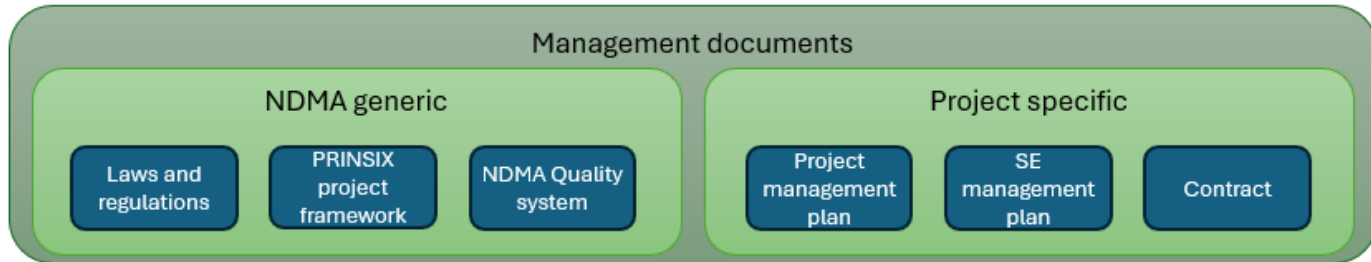 Management documents
NDMA generic
Laws and
regulations
PRINSIX
project
framework
NDMA Quality
system
Project specific
Project
management
plan
SE
management
plan
Contract